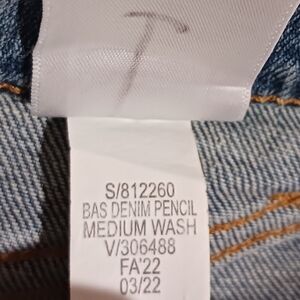 T
S/812260
BAS DENIM PENCIL
MEDIUM WASH
V/306488
FA'22
03/22